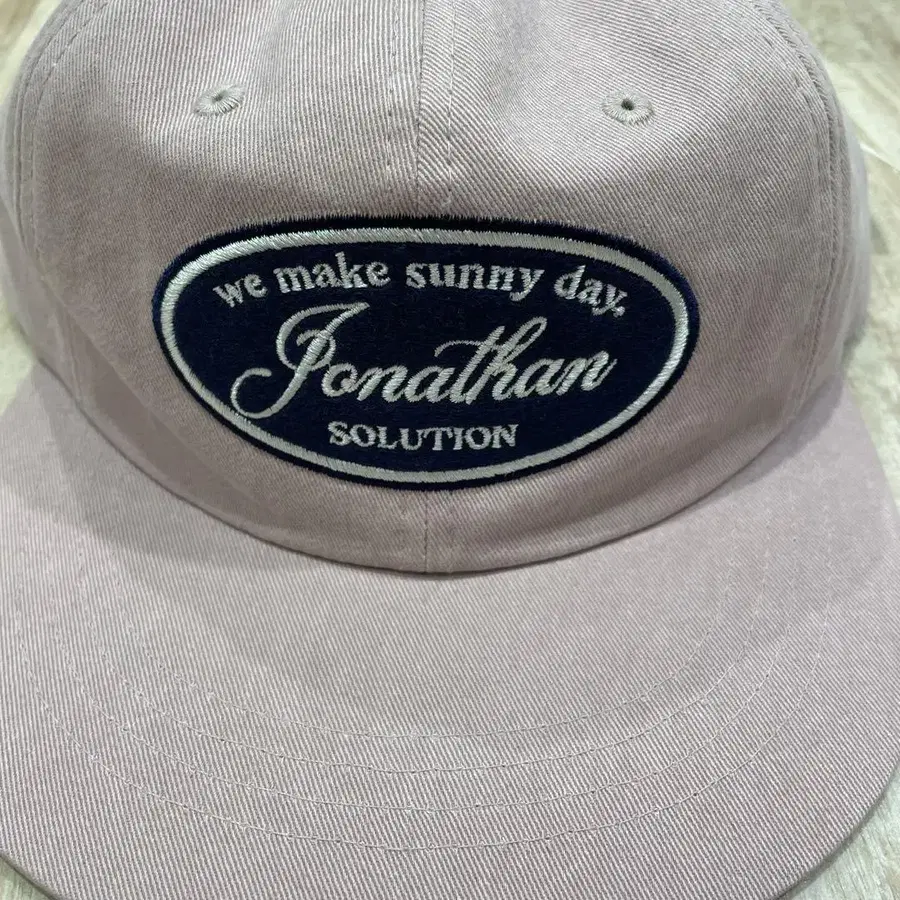 we make sunny day.
Jonathan
SOLUTION